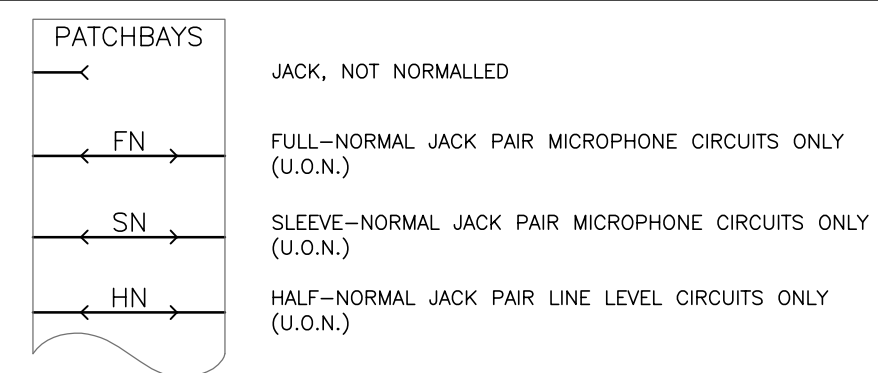 PATCHBAYS
JACK, NOT NORMALLED
FN
FULL-NORMAL JACK PAIR MICROPHONE CIRCUITS ONLY
(U.O.N.)
SN
SLEEVE-NORMAL JACK PAIR MICROPHONE CIRCUITS ONLY
(U.O.N.)
HN
HALF-NORMAL JACK PAIR LINE LEVEL CIRCUITS ONLY
(U.O.N.)